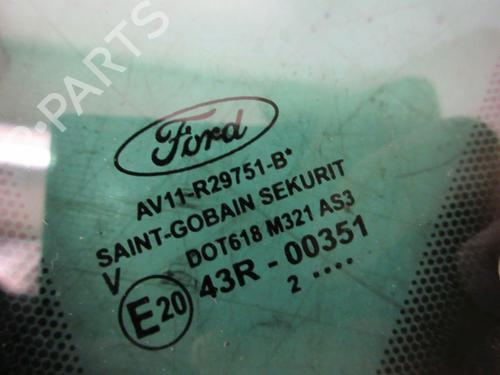 B-PARTS
Ford
AV11-R29751-B*
SAINT-GOBAIN SEKURIT
DOT618 M321 AS3
V
E20
43R - 00351
2 ....